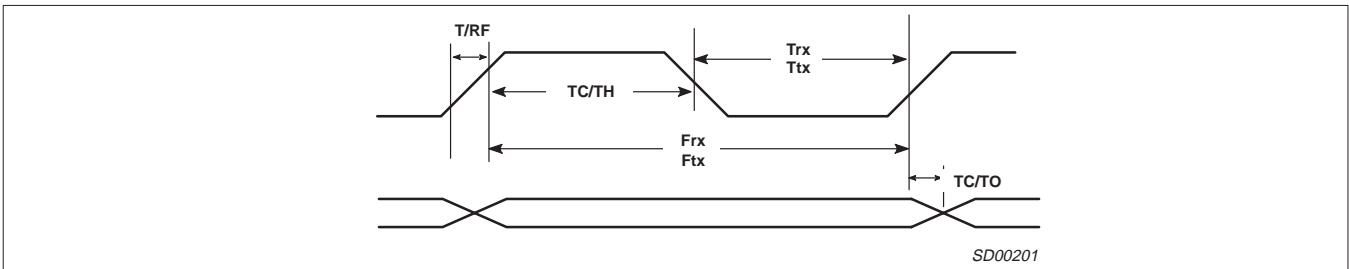 T/RF
Trx
Ttx
TC/TH
Frx
Ftx
TC/TO
SD00201